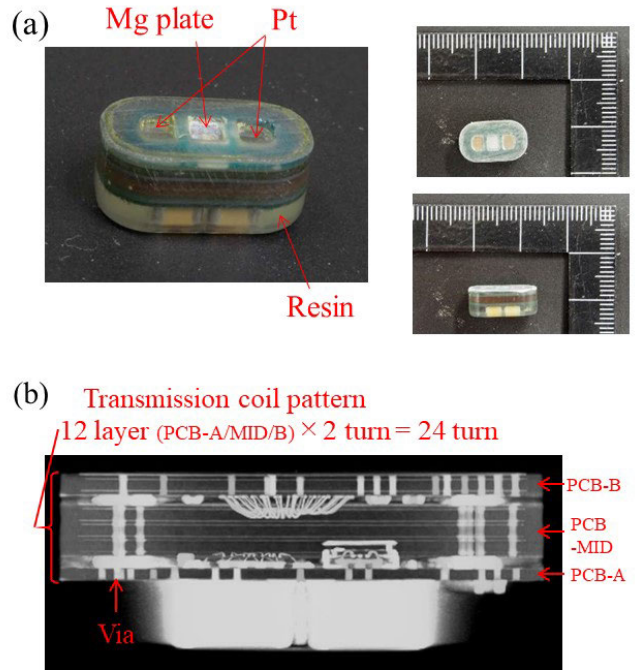 (a)
Mg plate
Pt
Resin
(b)
Transmission coil pattern
12 layer (PCB-A/MID/B) × 2 turn = 24 turn
PCB-B
PCB
-MID
PCB-A
Via